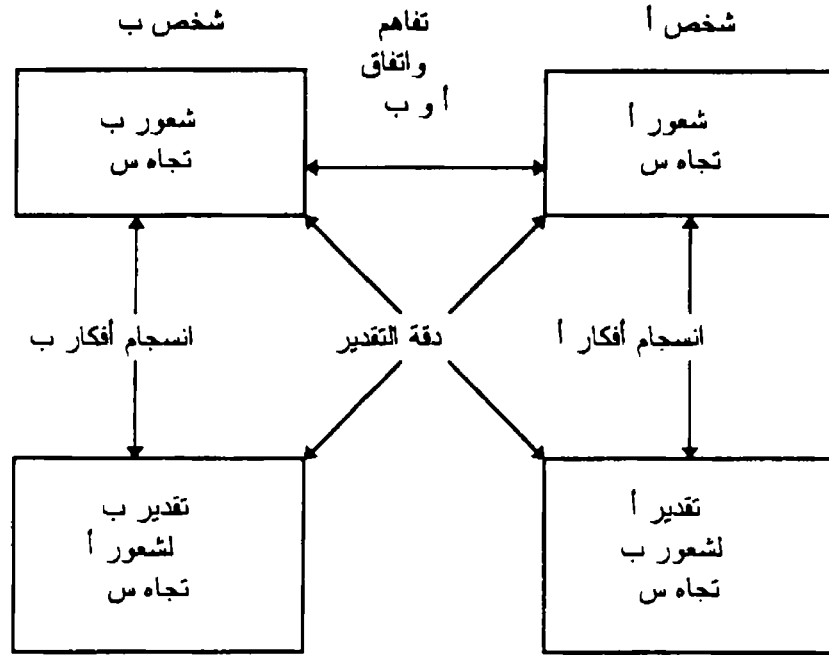 شخص أ
تفاهم
واتفاق
أ و ب
شخص ب
شعور أ
تجاه س
شعور ب
تجاه س
انسجام أفكار أ
دقة التقدير
انسجام أفكار ب
تقدير أ
لشعور ب
تجاه س
تقدير ب
لشعور أ
تجاه س